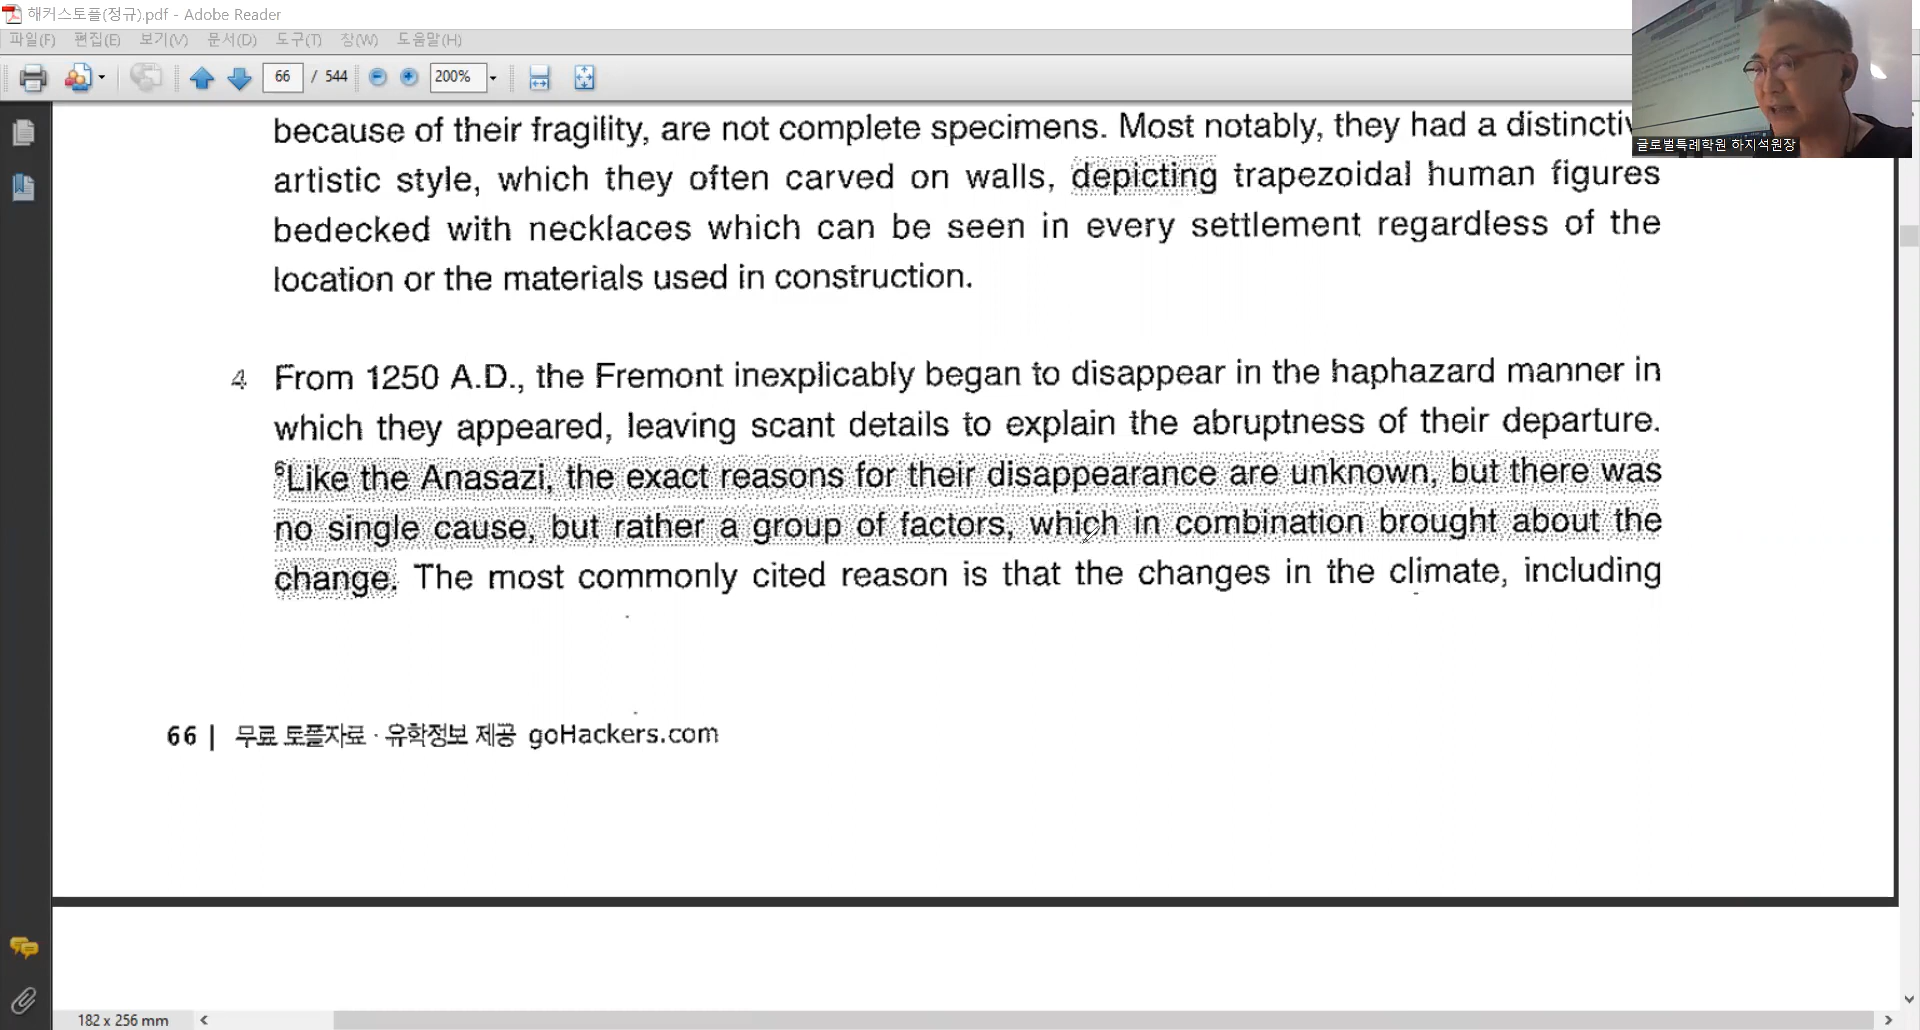 해커스토플(정규).pdf - Adobe Reader
파일(F) 편집(E) 보기(V) 문서(D) 도구(T) 창(W) 도움말(H)
66 / 544 200%
글로벌특례학원 하지석원장
because of their fragility, are not complete specimens. Most notably, they had a distinctiv
artistic style, which they often carved on walls, depicting trapezoidal human figures
bedecked with necklaces which can be seen in every settlement regardless of the
location or the materials used in construction.
4 From 1250 A.D., the Fremont inexplicably began to disappear in the haphazard manner in
which they appeared, leaving scant details to explain the abruptness of their departure.
6Like the Anasazi, the exact reasons for their disappearance are unknown, but there was
no single cause, but rather a group of factors, which in combination brought about the
change. The most commonly cited reason is that the changes in the climate, including
66 | 무료 토플자료 · 유학정보 제공 goHackers.com
182 x 256 mm